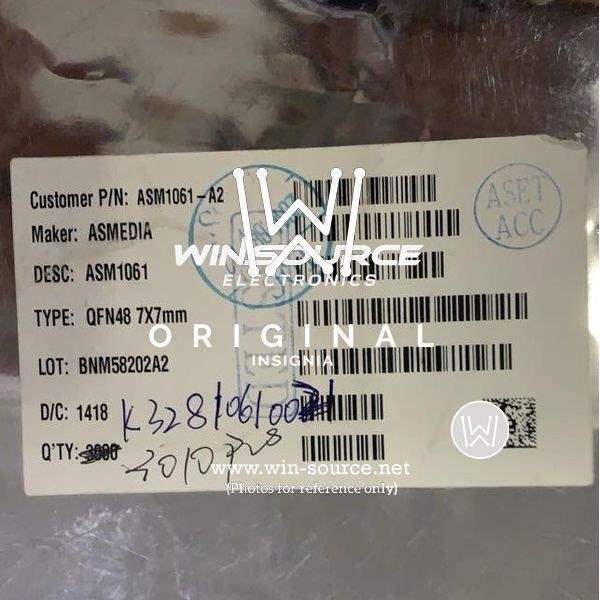 Customer P/N: ASM1061-A2
Maker: ASMEDIA
DESC: ASM1061
TYPE: QFN48 7X7mm
LOT: BNM58202A2
D/C: 1418
Q'TY: 3000
ASET
ACC
WINSOURCE
ELECTRONICS
ORIGINAL
INSIGNIA
www.win-source.net
(Photos for reference only)